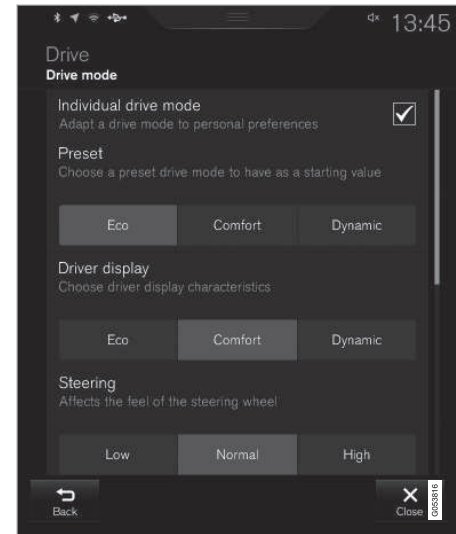 13:45
Drive
Drive mode
Individual drive mode
Adapt a drive mode to personal preferences
Preset
Choose a preset drive mode to have as a starting value
Eco Comfort Dynamic
Driver display
Choose driver display characteristics
Eco Comfort Dynamic
Steering
Affects the feel of the steering wheel
Low Normal High
Back Close
G053816